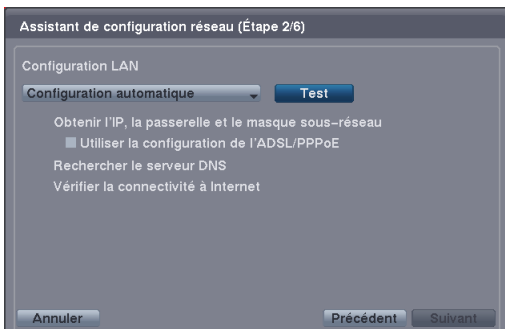 Assistant de configuration réseau (Étape 2/6)
Configuration LAN
Configuration automatique Test
Obtenir l'IP, la passerelle et le masque sous-réseau
Utiliser la configuration de l'ADSL/PPPoE
Rechercher le serveur DNS
Vérifier la connectivité à Internet
Annuler Précédent Suivant